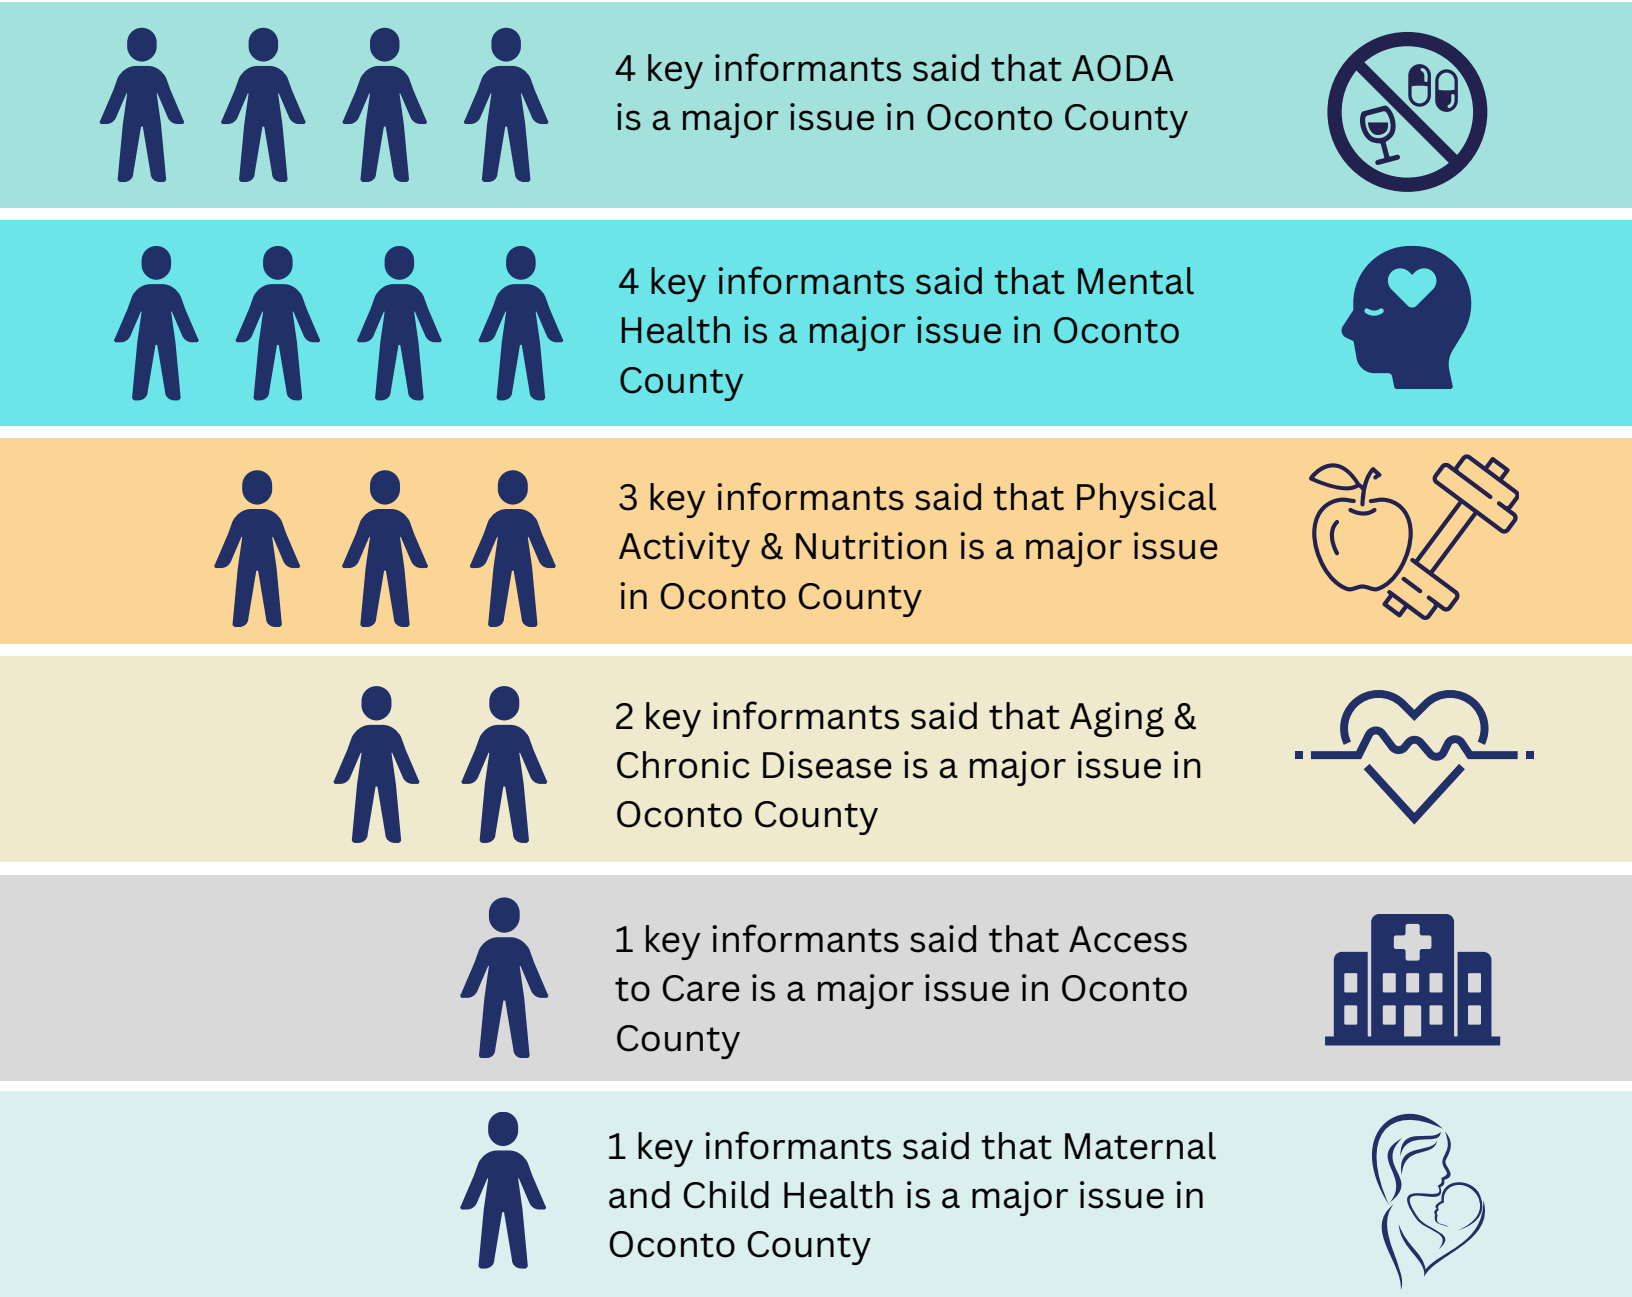 4 key informants said that AODA
is a major issue in Oconto County
4 key informants said that Mental
Health is a major issue in Oconto
County
3 key informants said that Physical
Activity & Nutrition is a major issue
in Oconto County
2 key informants said that Aging &
Chronic Disease is a major issue in
Oconto County
1 key informants said that Access
to Care is a major issue in Oconto
County
1 key informants said that Maternal
and Child Health is a major issue in
Oconto County